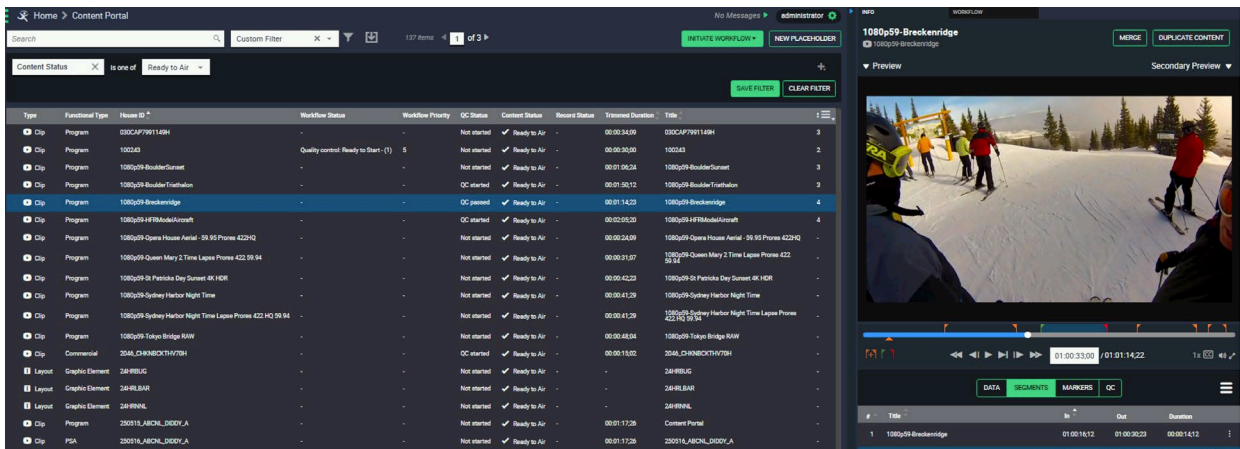 Home > Content Portal
No Messages
administrator
Search
Custom Filter
137 items
1 of 3
INITIATE WORKFLOW
NEW PLACEHOLDER
Content Status X is one of Ready to Air
SAVE FILTER
CLEAR FILTER
Type Functional Type House ID Workflow Status Workflow Priority QC Status Content Status Record Status Trimmed Duration Title
Clip Program 030CAP7991149H - - Not started Ready to Air - 00:00:34;09 030CAP7991149H 3
Clip Program 100243 Quality control: Ready to Start - (1) 5 Not started Ready to Air - 00:00:30;00 100243 2
Clip Program 1080p59-BoulderSunset - - Not started Ready to Air - 00:01:06;24 1080p59-BoulderSunset 3
Clip Program 1080p59-BoulderTriathalon - - QC started Ready to Air - 00:01:50;12 1080p59-BoulderTriathalon 3
Clip Program 1080p59-Breckenridge - - QC passed Ready to Air - 00:01:14;23 1080p59-Breckenridge 4
Clip Program 1080p59-HFRModelAircraft - - QC started Ready to Air - 00:02:05;20 1080p59-HFRModelAircraft 4
Clip Program 1080p59-Opera House Aerial - 59.95 Prores 422HQ - - Not started Ready to Air - 00:00:24;09 1080p59-Opera House Aerial - 59.95 Prores 422HQ -
Clip Program 1080p59-Queen Mary 2 Time Lapse Prores 422 59.94 - - Not started Ready to Air - 00:00:31;07 1080p59-Queen Mary 2 Time Lapse Prores 422 59.94 -
Clip Program 1080p59-St Patricks Day Sunset 4K HDR - - Not started Ready to Air - 00:00:42;23 1080p59-St Patricks Day Sunset 4K HDR -
Clip Program 1080p59-Sydney Harbor Night Time - - Not started Ready to Air - 00:00:41;29 1080p59-Sydney Harbor Night Time -
Clip Program 1080p59-Sydney Harbor Night Time Lapse Prores 422 HQ 59.94 - - Not started Ready to Air - 00:00:41;29 1080p59-Sydney Harbor Night Time Lapse Prores 422 HQ 59.94 -
Clip Program 1080p59-Tokyo Bridge RAW - - Not started Ready to Air - 00:00:48;04 1080p59-Tokyo Bridge RAW -
Clip Commercial 2046_CHKNBCKTHV70H - - QC started Ready to Air - 00:00:15;02 2046_CHKNBCKTHV70H -
Layout Graphic Element 24HRBUG - - Not started Ready to Air - - 24HRBUG -
Layout Graphic Element 24HRLBAR - - Not started Ready to Air - - 24HRLBAR -
Layout Graphic Element 24HRNNL - - Not started Ready to Air - - 24HRNNL -
Clip Program 250515_ABCNL_DIDDY_A - - Not started Ready to Air - 00:01:17;26 Content Portal -
Clip PSA 250516_ABCNL_DIDDY_A - - Not started Ready to Air - 00:01:17;26 250516_ABCNL_DIDDY_A -
INFO WORKFLOW
1080p59-Breckenridge
1080p59-Breckenridge
MERGE
DUPLICATE CONTENT
Preview
Secondary Preview
01:00:33;00 / 01:01:14;22
1x CC
DATA SEGMENTS MARKERS QC
# Title In Out Duration
1 1080p59-Breckenridge 01:00:16;12 01:00:30;23 00:00:14;12